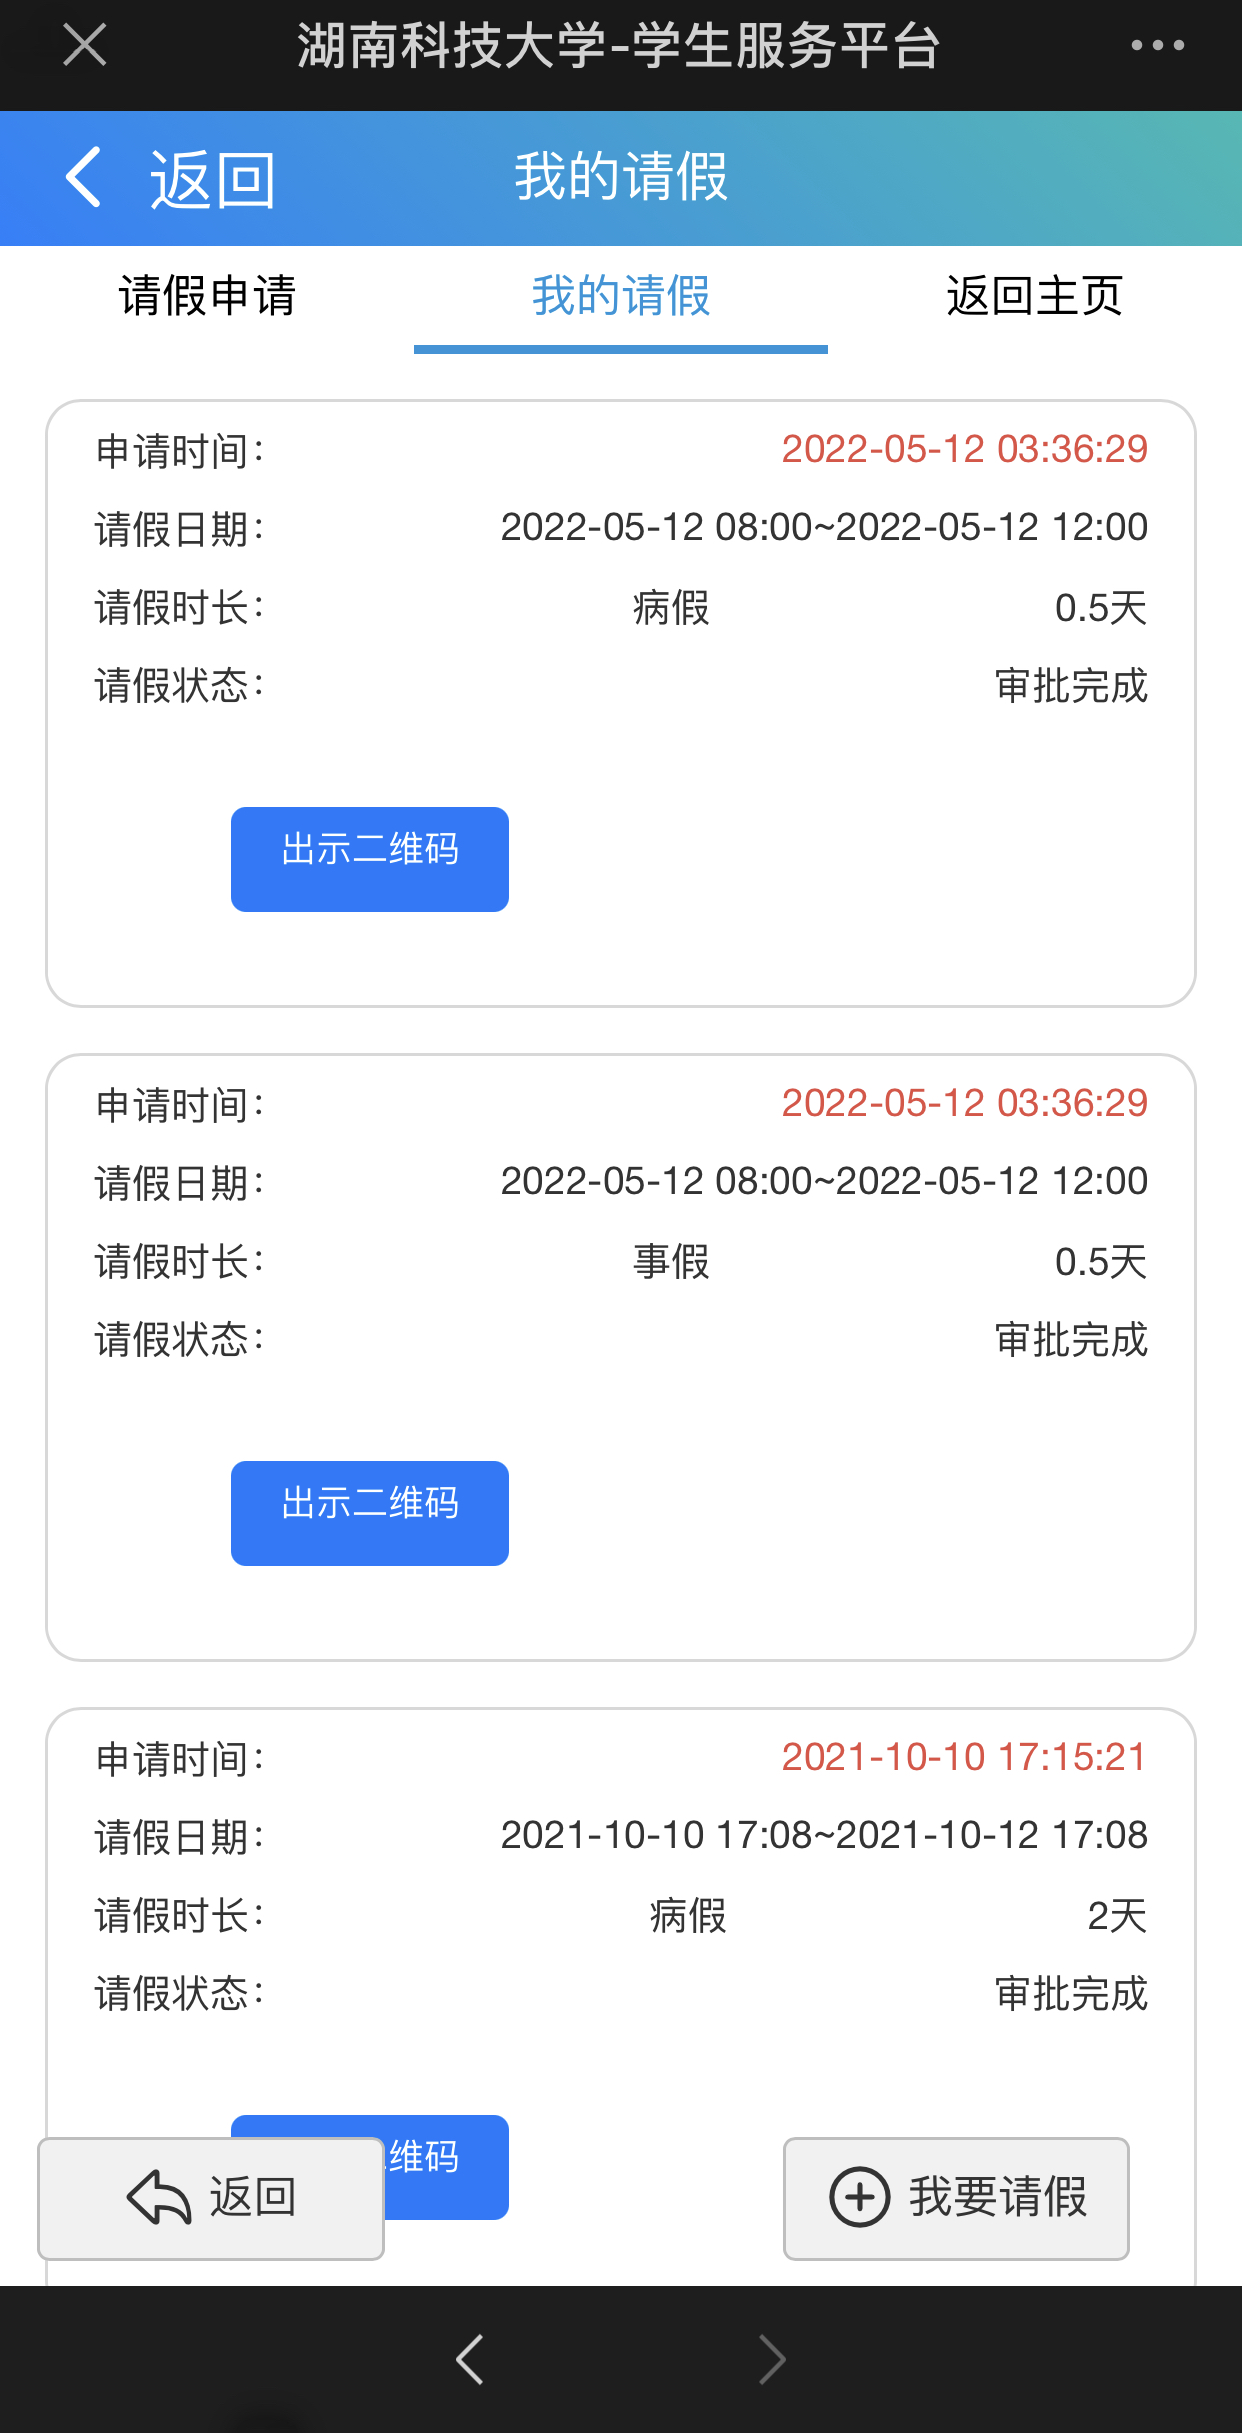 湖南科技大学-学生服务平台
返回 我的请假
请假申请 我的请假 返回主页
申请时间: 2022-05-12 03:36:29
请假日期: 2022-05-12 08:00~2022-05-12 12:00
请假时长: 病假 0.5天
请假状态: 审批完成
出示二维码
申请时间: 2022-05-12 03:36:29
请假日期: 2022-05-12 08:00~2022-05-12 12:00
请假时长: 事假 0.5天
请假状态: 审批完成
出示二维码
申请时间: 2021-10-10 17:15:21
请假日期: 2021-10-10 17:08~2021-10-12 17:08
请假时长: 病假 2天
请假状态: 审批完成
维码
返回 我要请假